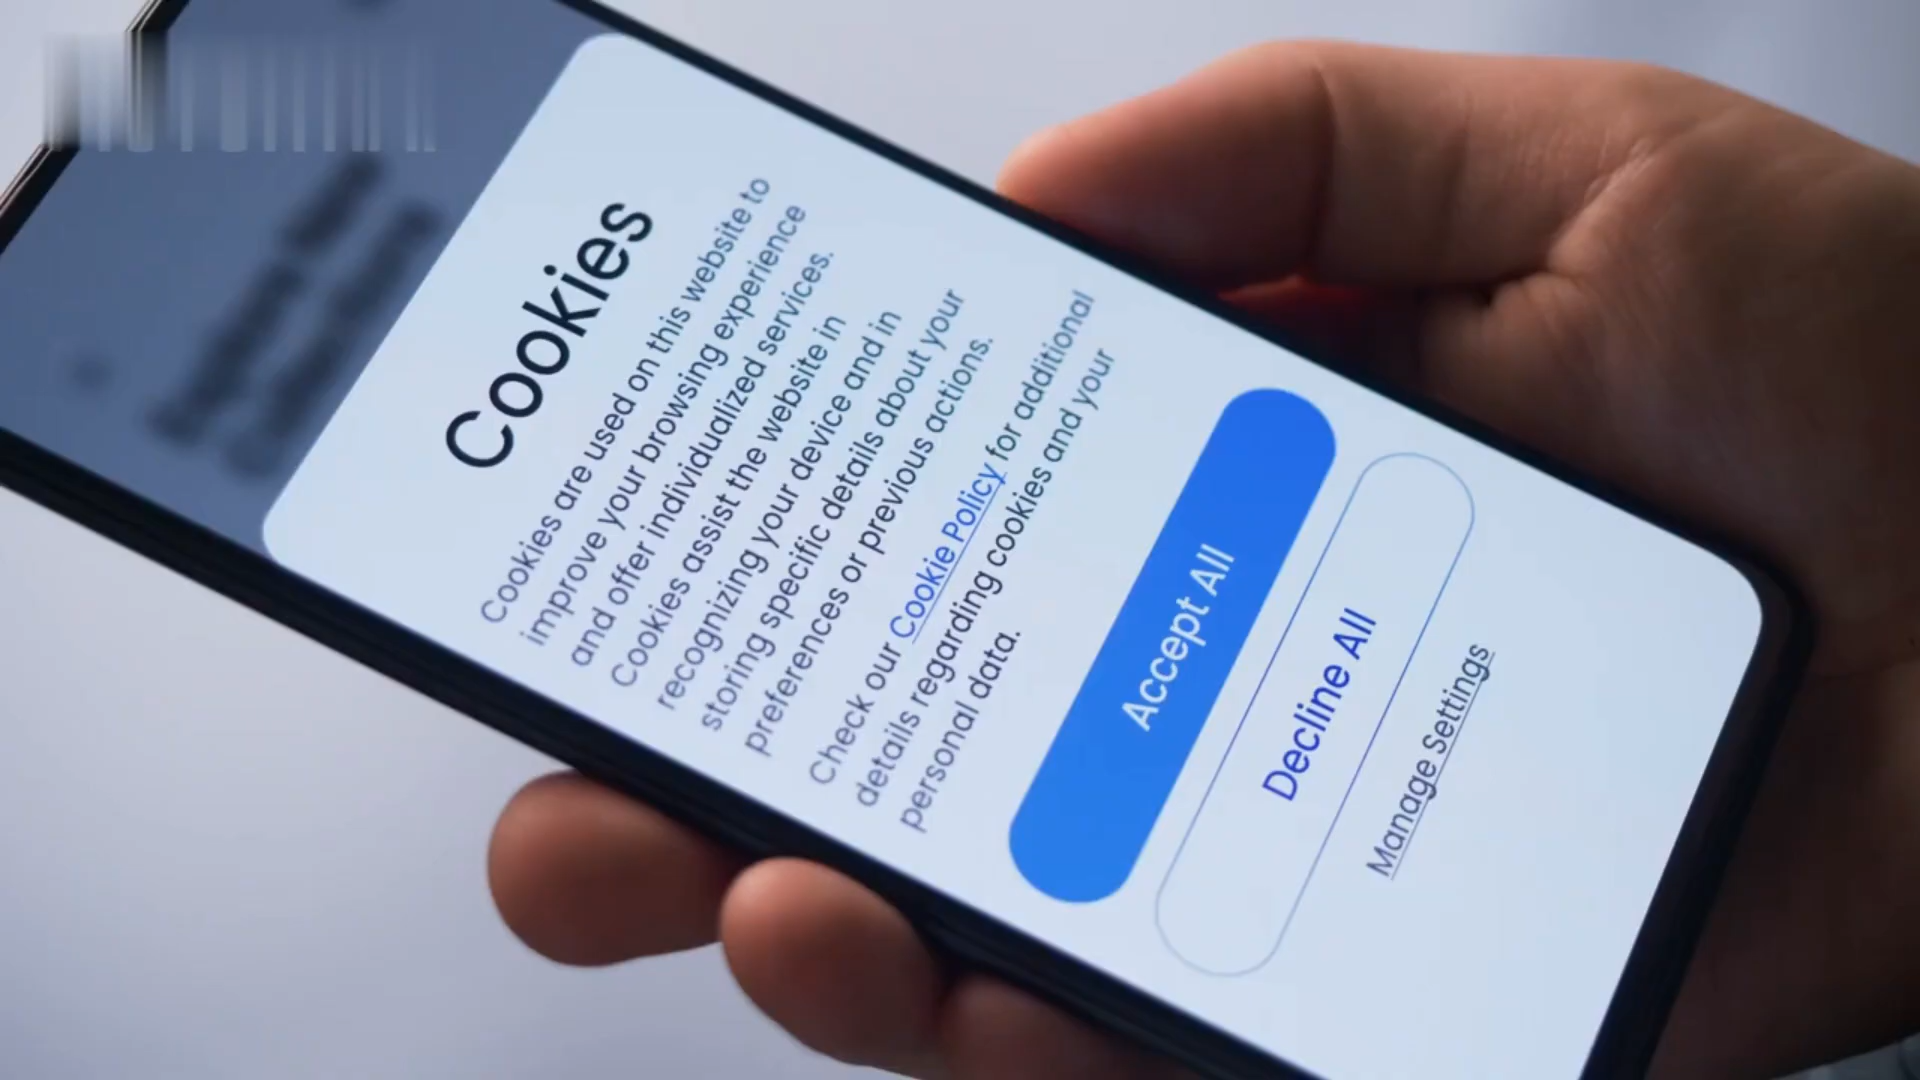 Cookies
Cookies are used on this website to
improve your browsing experience
and offer individualized services.
Cookies assist the website in
recognizing your device and in
storing specific details about your
preferences or previous actions.
Check our Cookie Policy for additional
details regarding cookies and your
personal data.
Accept All
Decline All
Manage Settings